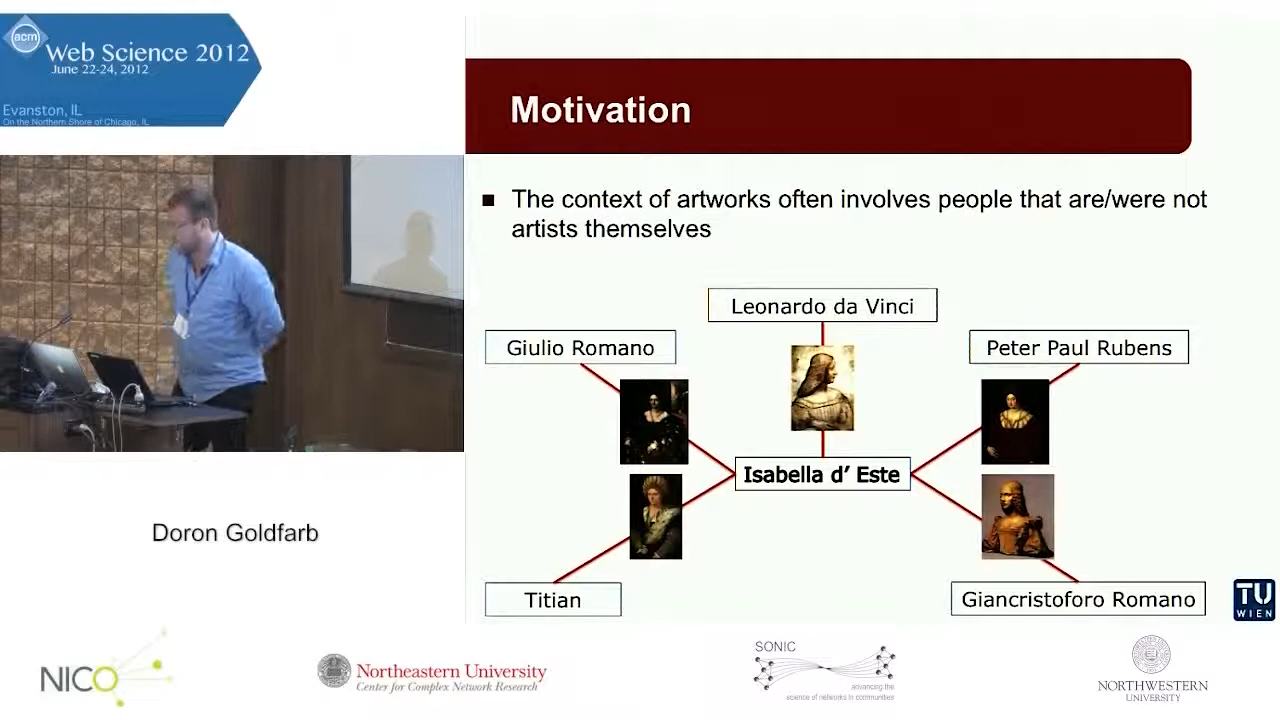 acm
Web Science 2012
June 22-24, 2012
Evanston, IL
On the Northern Shore of Chicago, IL
Motivation
The context of artworks often involves people that are/were not
artists themselves
Leonardo da Vinci
Giulio Romano
Peter Paul Rubens
Isabella d’ Este
Titian
Giancristoforo Romano
TU
WIEN
Doron Goldfarb
NICO
Northeastern University
Center for Complex Network Research
SONIC
advancing the
science of networks in communities
NORTHWESTERN
UNIVERSITY